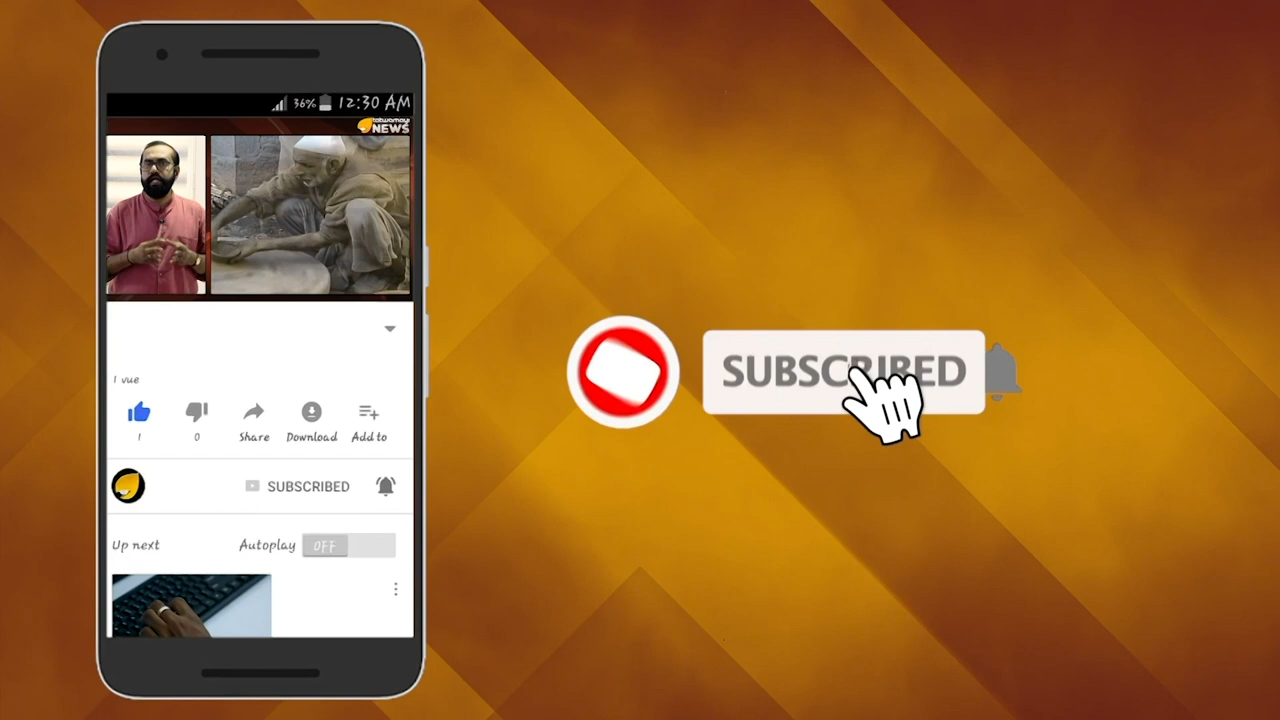 36% 12:30 AM
tatwamayi
NEWS
1 vue
1 0 Share Download Add to
SUBSCRIBED
Up next Autoplay OFF
SUBSCRIBED